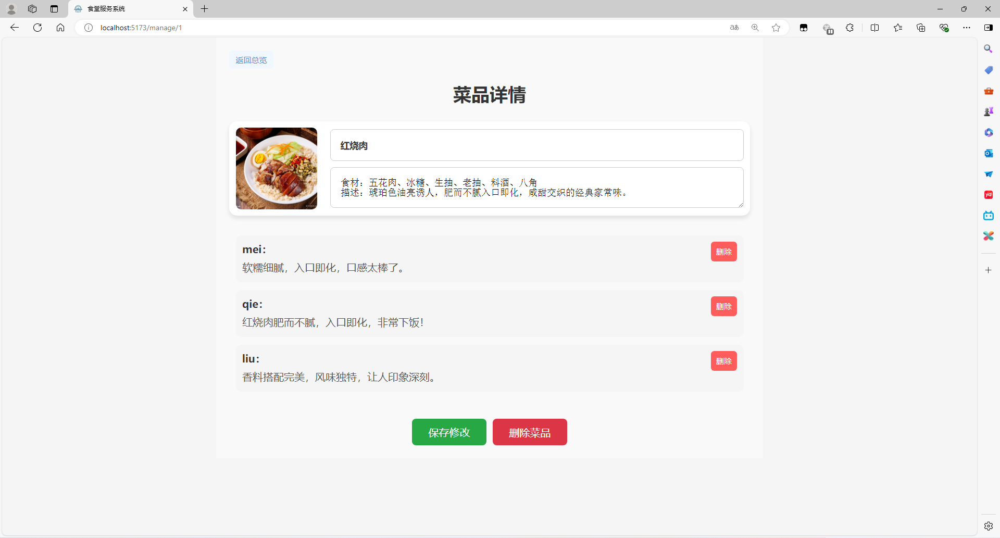 食堂服务系统
localhost:5173/manage/1
返回总览
菜品详情
红烧肉
食材：五花肉、冰糖、生抽、老抽、料酒、八角
描述：琥珀色油亮诱人，肥而不腻入口即化，咸甜交织的经典家常味。
mei：
删除
软糯细腻，入口即化，口感太棒了。
qie：
删除
红烧肉肥而不腻，入口即化，非常下饭！
liu：
删除
香料搭配完美，风味独特，让人印象深刻。
保存修改
删除菜品